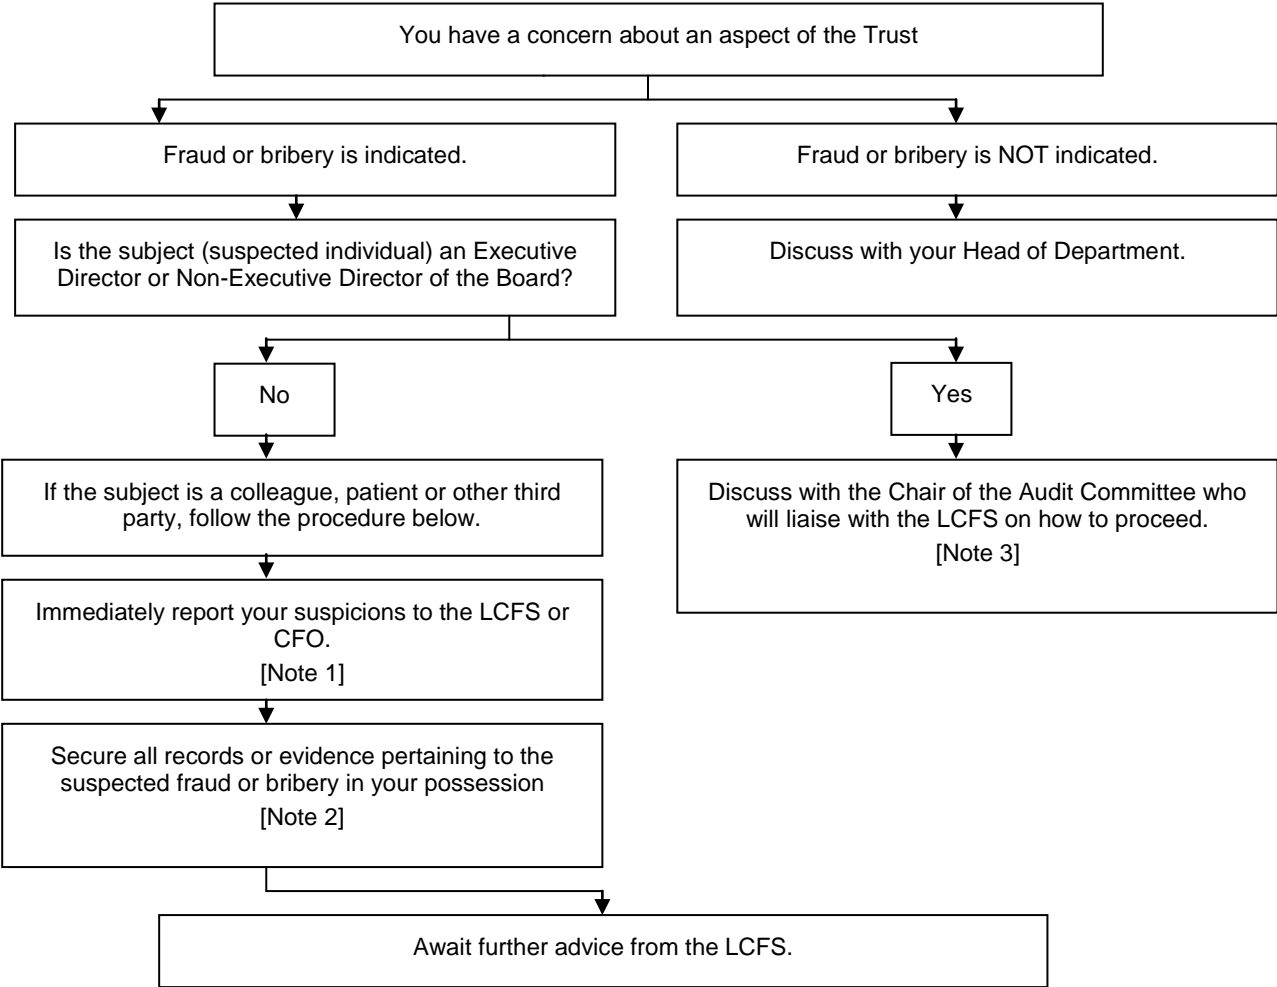 You have a concern about an aspect of the Trust
Fraud or bribery is indicated.
Fraud or bribery is NOT indicated.
Is the subject (suspected individual) an Executive
Director or Non-Executive Director of the Board?
Discuss with your Head of Department.
No
Yes
If the subject is a colleague, patient or other third
party, follow the procedure below.
Discuss with the Chair of the Audit Committee who
will liaise with the LCFS on how to proceed.
[Note 3]
Immediately report your suspicions to the LCFS or
CFO.
[Note 1]
Secure all records or evidence pertaining to the
suspected fraud or bribery in your possession
[Note 2]
Await further advice from the LCFS.